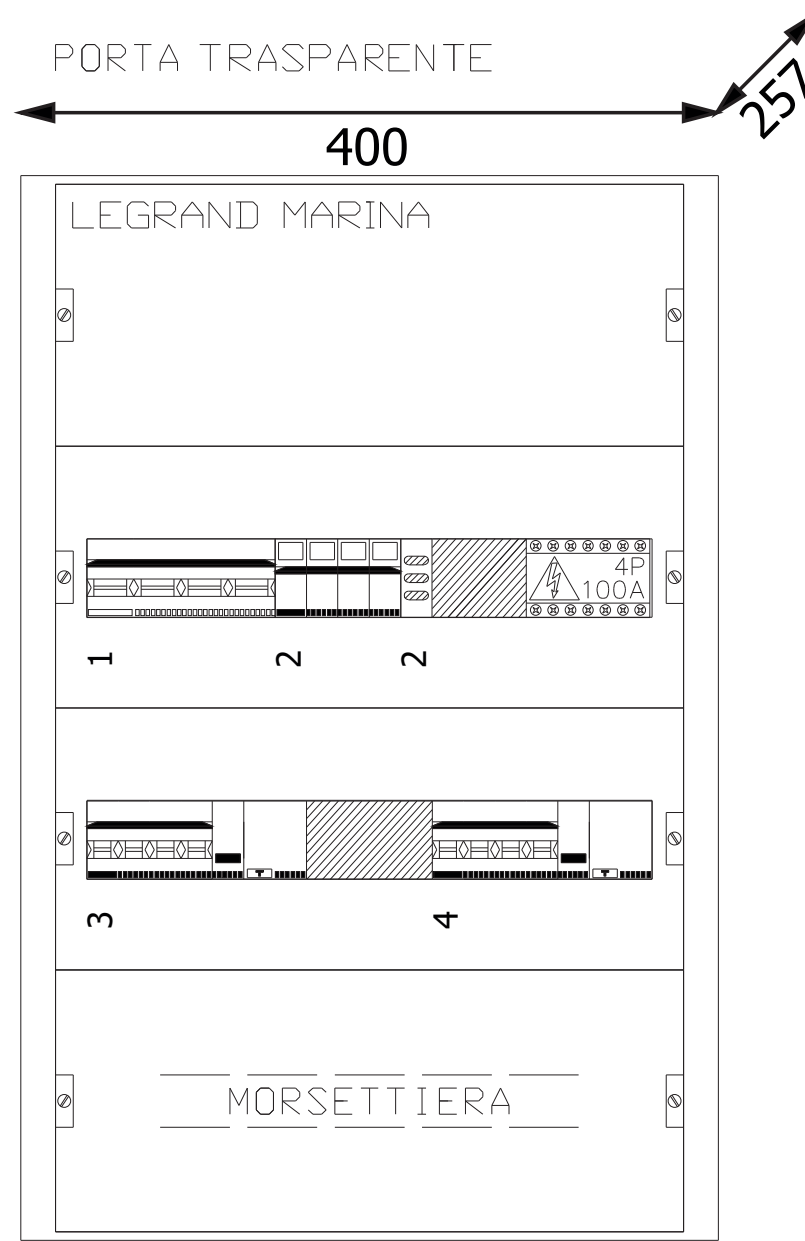 PORTA TRASPARENTE
257
400
LEGRAND MARINA
4P
100A
1 2 2
T T
3 4
MORSETTIERA